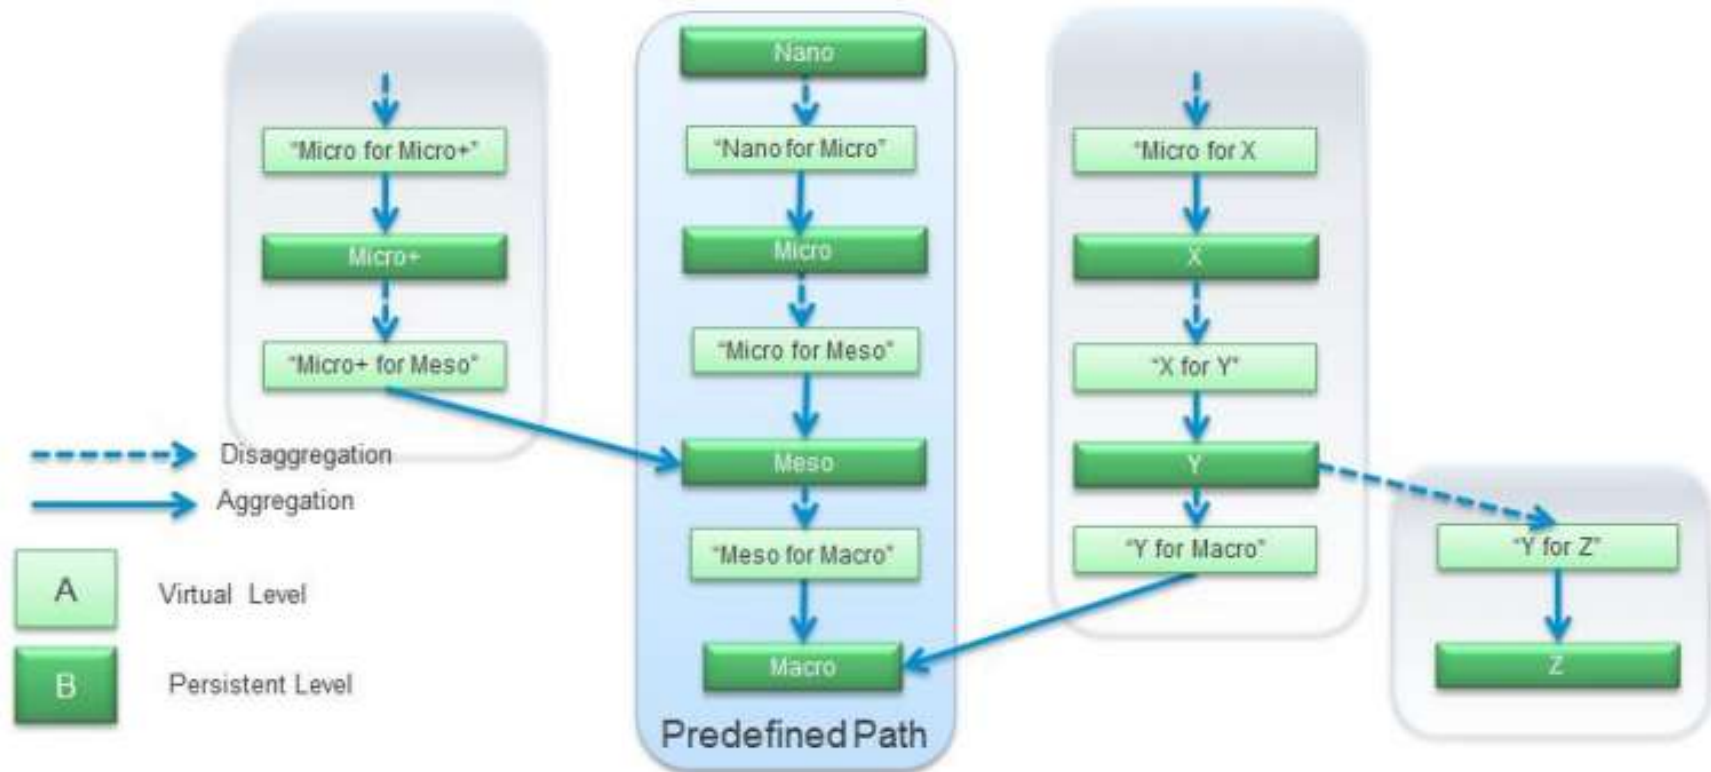 "Micro for Micro+"
Micro+
"Micro+ for Meso"
Disaggregation
Aggregation
A
Virtual Level
B
Persistent Level
Nano
"Nano for Micro"
Micro
"Micro for Meso"
Meso
"Meso for Macro"
Macro
Predefined Path
"Micro for X
X
"X for Y"
Y
"Y for Macro"
"Y for Z"
Z